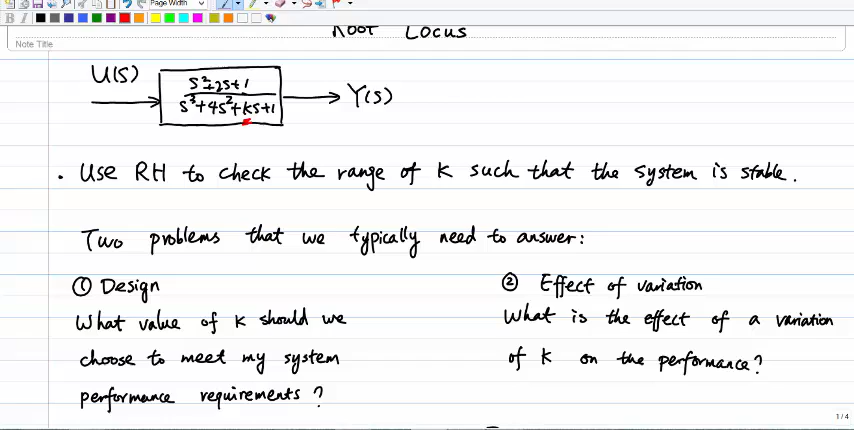 Page Width
B I
Root Locus
Note Title
U(s)
s²+2s+1
s³+4s²+ks+1
Y(s)
. Use RH to check the range of K such that the system is stable.
Two problems that we typically need to answer:
① Design
What value of K should we
choose to meet my system
performance requirements ?
② Effect of variation
What is the effect of a variation
of K on the performance?
1 / 4